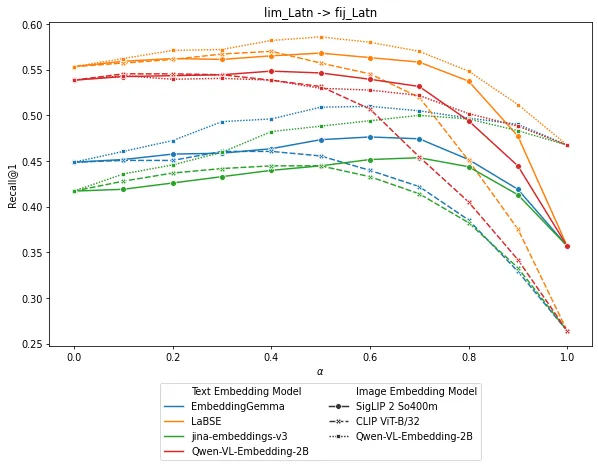 lim_Latn -> fij_Latn
0.60
0.55
0.50
0.45
0.40
0.35
0.30
0.25
Recall@1
0.0 0.2 0.4 0.6 0.8 1.0
α
Text Embedding Model Image Embedding Model
EmbeddingGemma SigLIP 2 So400m
LaBSE CLIP ViT-B/32
jina-embeddings-v3 Qwen-VL-Embedding-2B
Qwen-VL-Embedding-2B